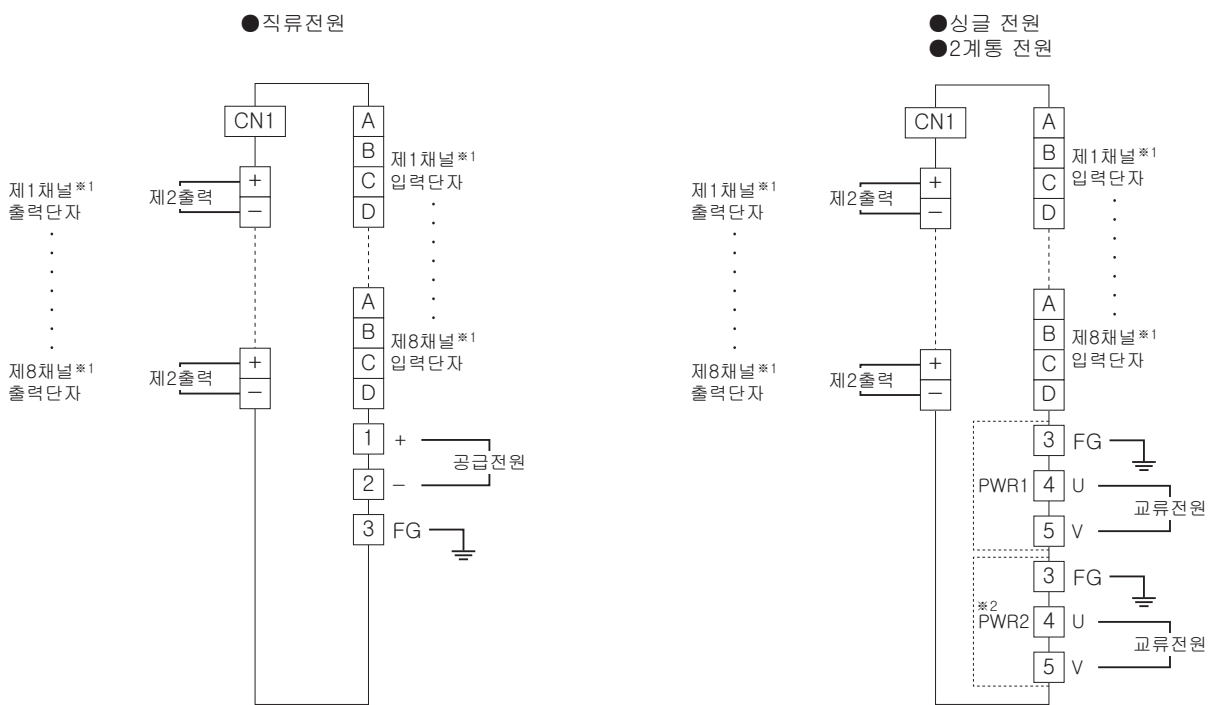 ●직류전원
CN1
A
B
C
D
제1채널※1
입력단자
제1채널※1
출력단자
제2출력
+
−
A
B
C
D
제8채널※1
입력단자
제8채널※1
출력단자
제2출력
+
−
1 +
2 −
공급전원
3 FG
●싱글 전원
●2계통 전원
CN1
A
B
C
D
제1채널※1
입력단자
제1채널※1
출력단자
제2출력
+
−
A
B
C
D
제8채널※1
입력단자
제8채널※1
출력단자
제2출력
+
−
PWR1
3 FG
4 U
5 V
교류전원
※2
PWR2
3 FG
4 U
5 V
교류전원